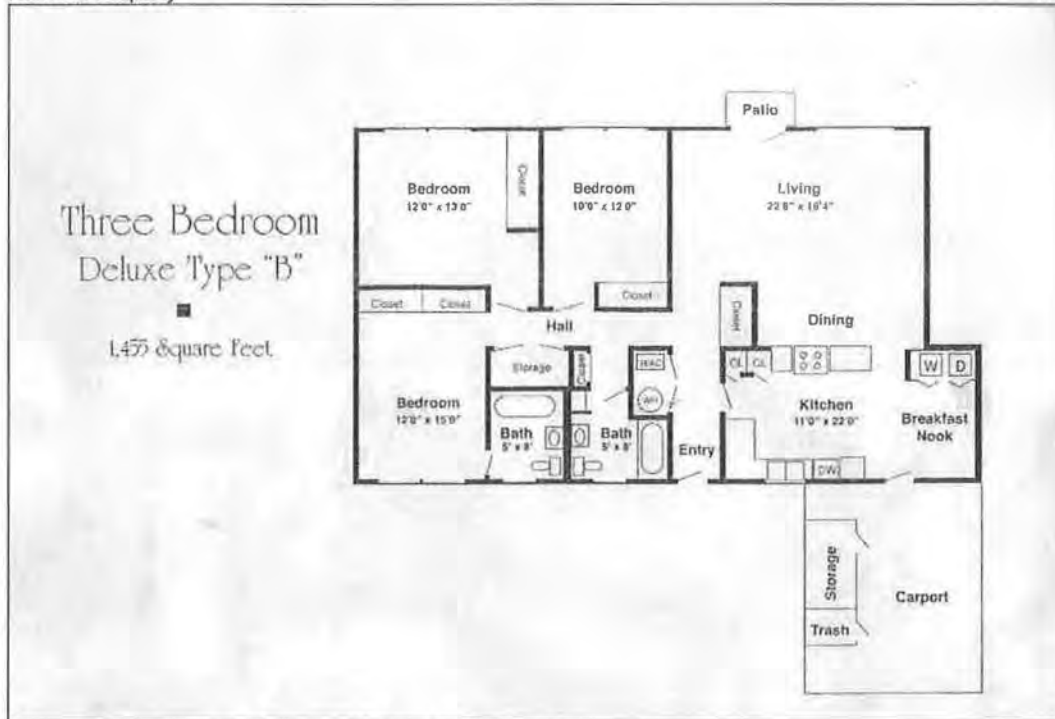 Three Bedroom
Deluxe Type "B"
1,455 Square Feet
Patio
Bedroom
12'0" x 13'0"
Closet
Bedroom
10'0" x 12'0"
Living
Closet
Closet
Closet
Closet
Hall
Dining
Storage
Closet
HVAC
WH
CL
CL
W
D
Bedroom
12'0" x 15'0"
Bath
5' x 8'
Bath
5' x 8'
Entry
Kitchen
11'0" x 22'0"
Breakfast
Nook
DW
Storage
Carport
Trash